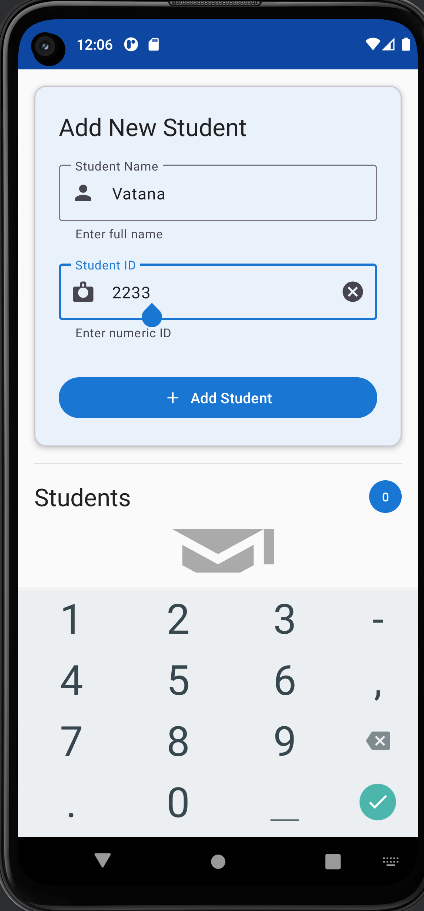 12:06
Add New Student
Student Name
Vatana
Enter full name
Student ID
2233
Enter numeric ID
+ Add Student
Students
0
1 2 3 -
4 5 6 ,
7 8 9
. 0 _